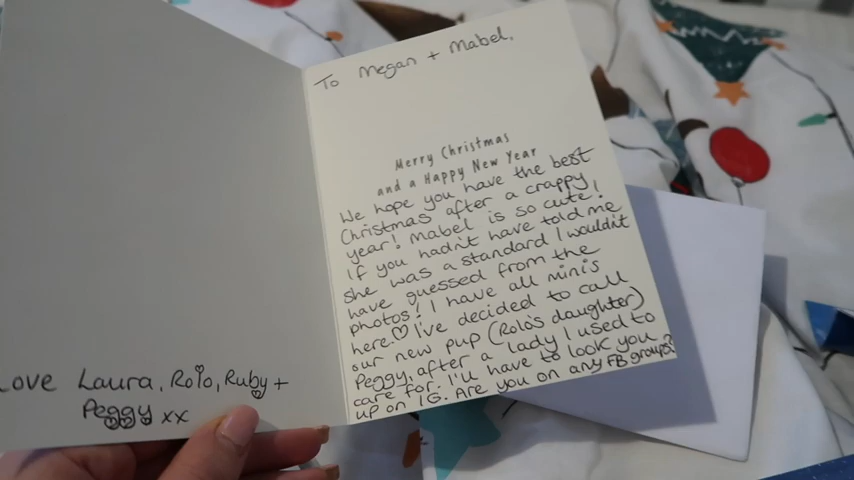 To Megan + Mabel,
Merry Christmas
and a Happy New Year
We hope you have the best
Christmas after a crappy
year! Mabel is so cute!
If you hadn't have told me
she was a standard I wouldn't
have guessed from the
photos! I have all minis
here.♡ I've decided to call
our new pup (Rolo's daughter)
Peggy, after a lady I used to
care for. I'll have to look you
up on IG. Are you on any FB groups?
Love Laura, Rolo, Ruby +
Peggy xx